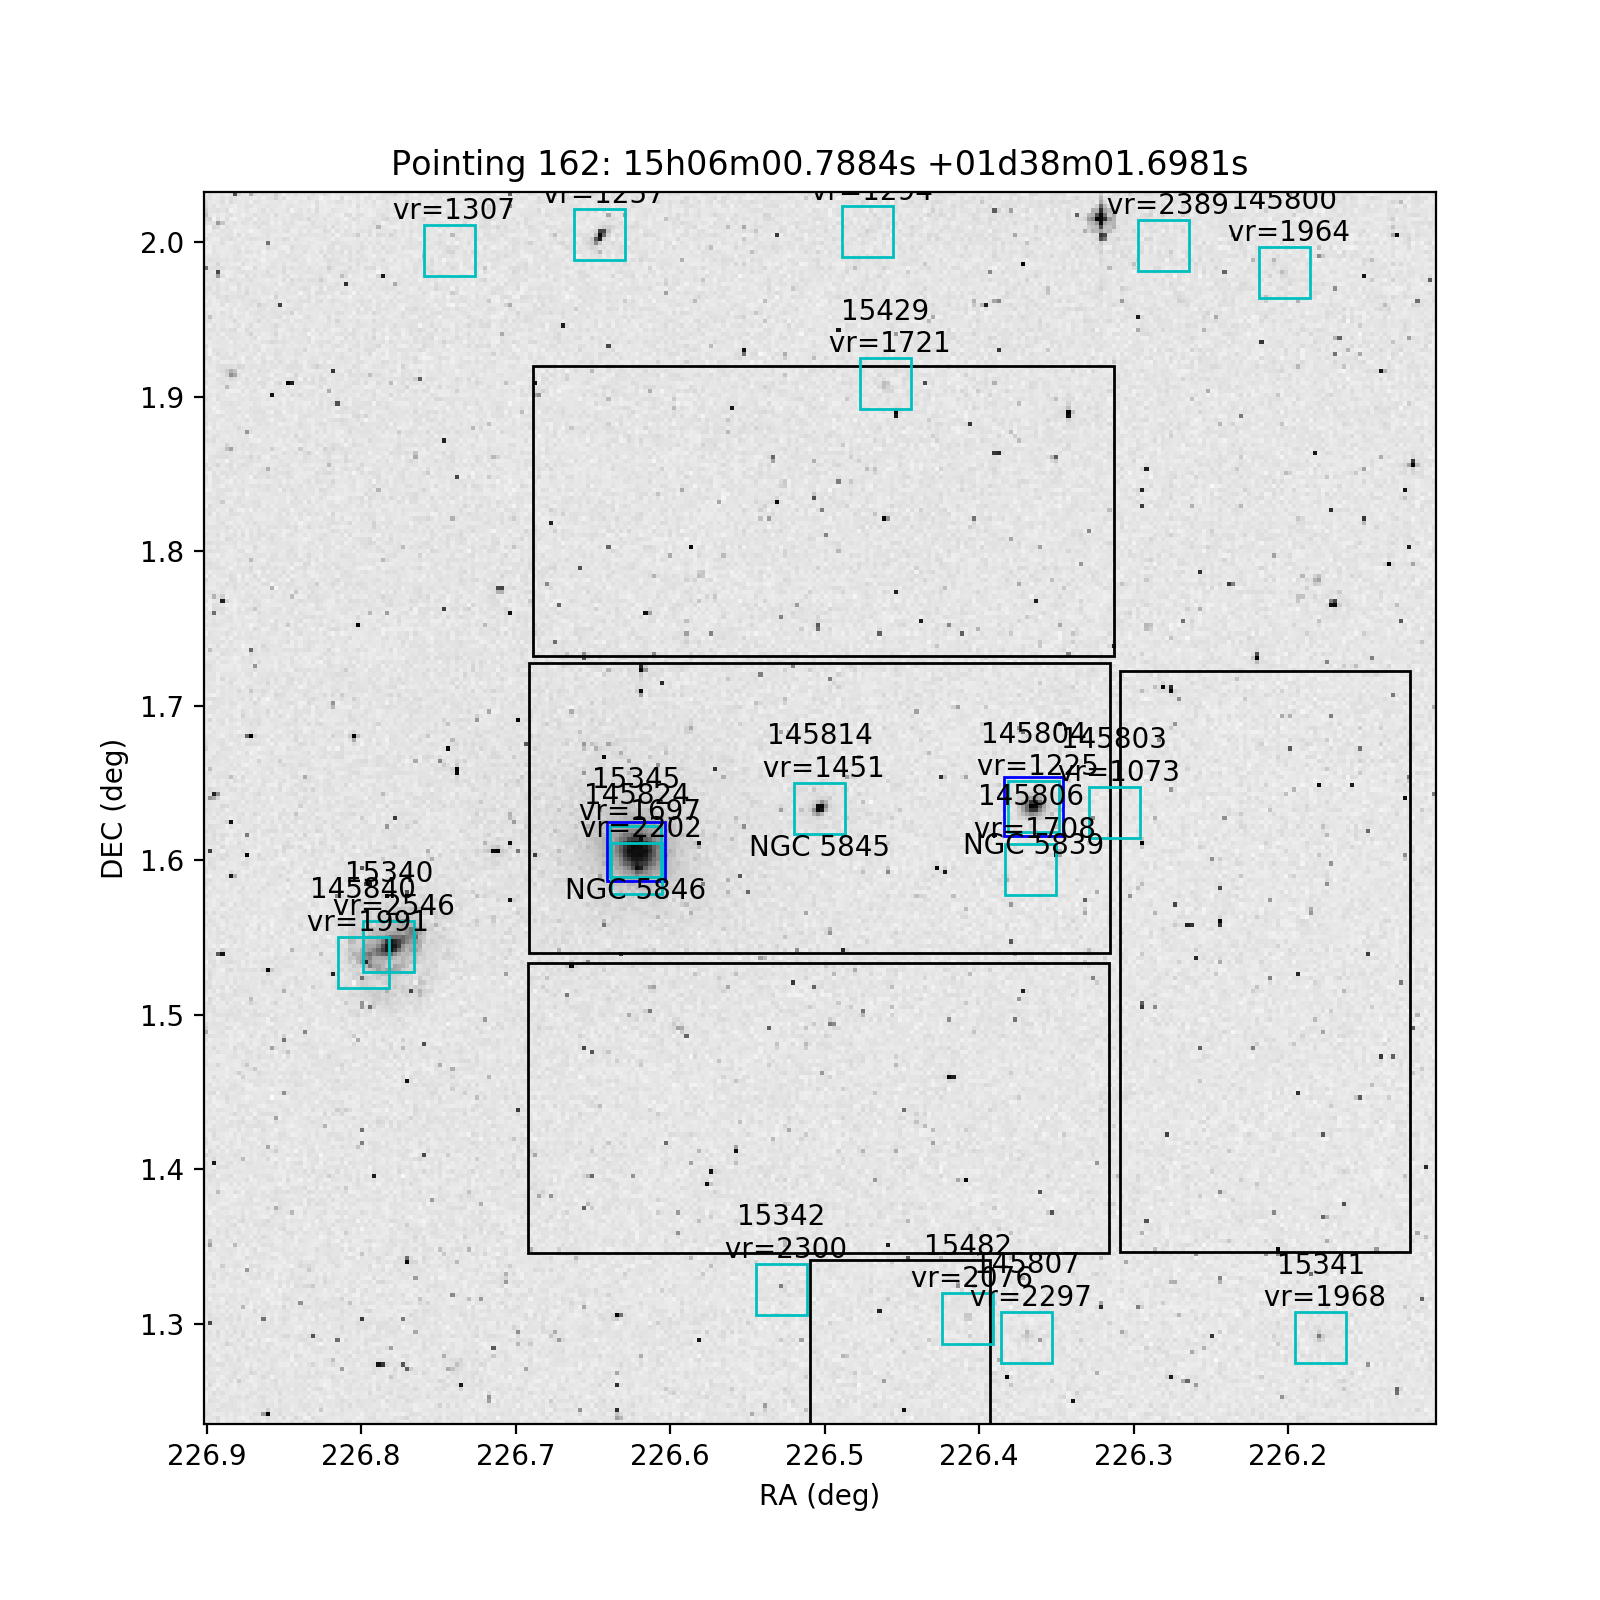 Pointing 162: 15h06m00.7884s +01d38m01.6981s
vr=1307
vr=1257
vr=1294
vr=2389
145800
vr=1964
15429
vr=1721
145814
vr=1451
NGC 5845
145804
vr=1225
145803
vr=1073
145806
vr=1708
NGC 5839
15345
145824
vr=1697
vr=2202
NGC 5846
15340
145840
vr=2546
vr=1991
15342
vr=2300
15482
vr=2076
145807
vr=2297
15341
vr=1968
2.0
1.9
1.8
1.7
1.6
1.5
1.4
1.3
DEC (deg)
226.9 226.8 226.7 226.6 226.5 226.4 226.3 226.2
RA (deg)